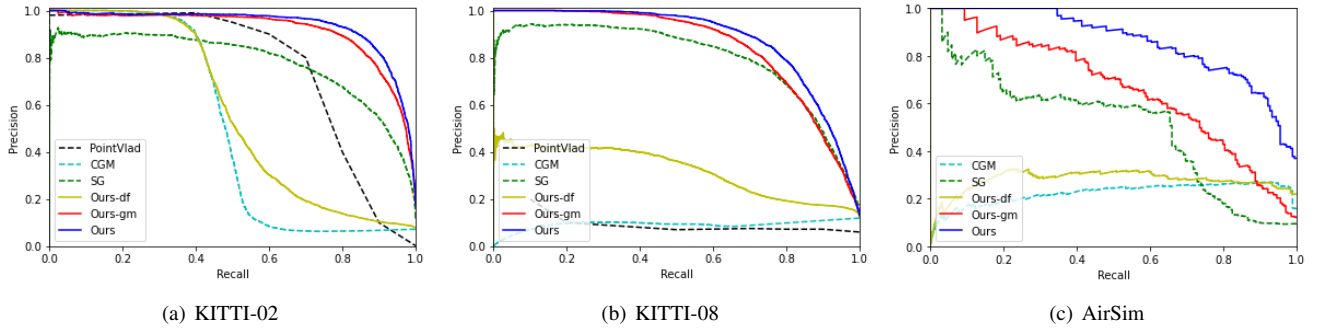 1.0
0.8
0.6
0.4
0.2
0.0
Precision
PointVlad
CGM
SG
Ours-df
Ours-gm
Ours
0.0 0.2 0.4 0.6 0.8 1.0
Recall
(a) KITTI-02
1.0
0.8
0.6
0.4
0.2
0.0
Precision
PointVlad
CGM
SG
Ours-df
Ours-gm
Ours
0.0 0.2 0.4 0.6 0.8 1.0
Recall
(b) KITTI-08
1.0
0.8
0.6
0.4
0.2
0.0
Precision
CGM
SG
Ours-df
Ours-gm
Ours
0.0 0.2 0.4 0.6 0.8 1.0
Recall
(c) AirSim